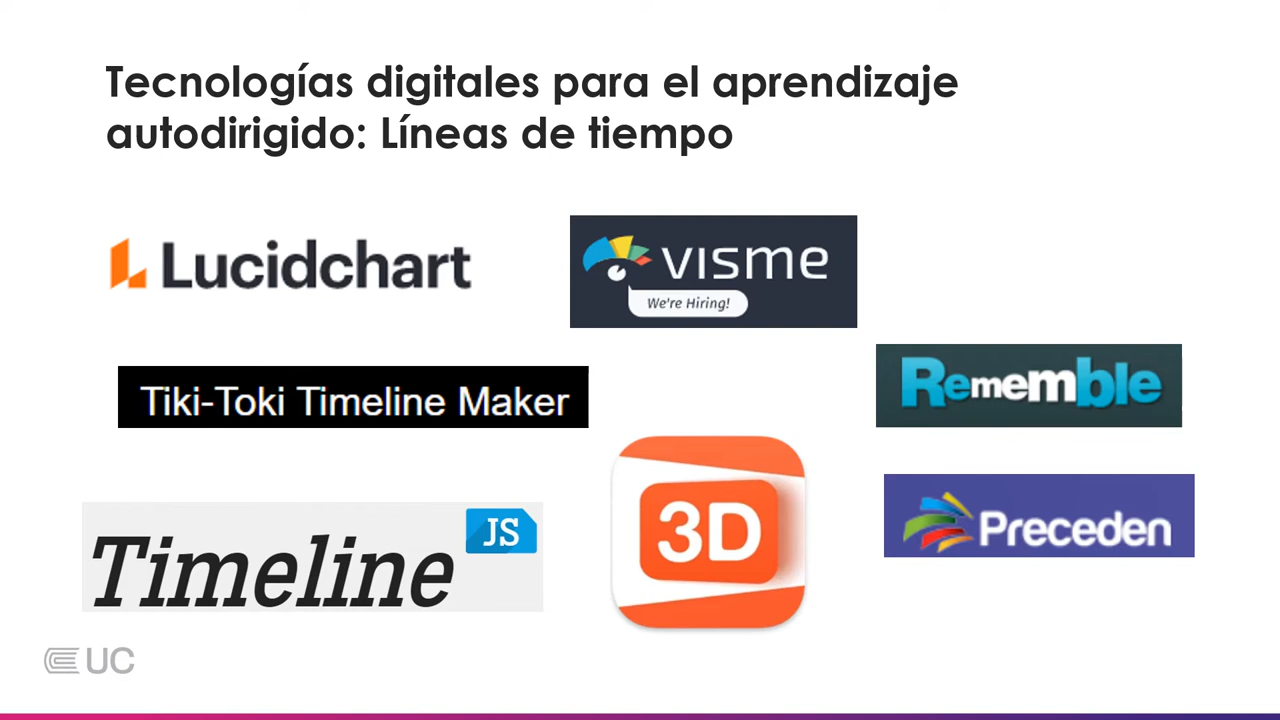 Tecnologías digitales para el aprendizaje
autodirigido: Líneas de tiempo
Lucidchart
visme
We're Hiring!
Rememble
Tiki-Toki Timeline Maker
3D
Preceden
Timeline JS
UC